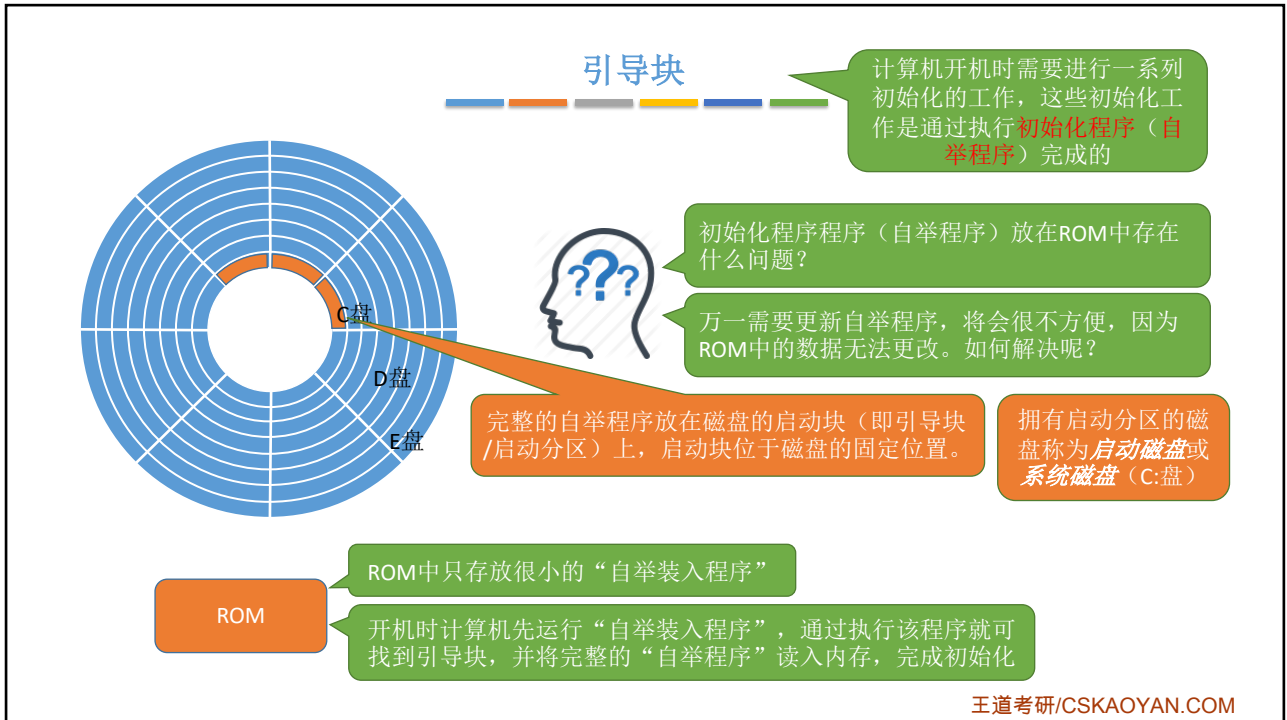 引导块
计算机开机时需要进行一系列
初始化的工作，这些初始化工
作是通过执行初始化程序（自
举程序）完成的
初始化程序程序（自举程序）放在ROM中存在
什么问题？
???
万一需要更新自举程序，将会很不方便，因为
ROM中的数据无法更改。如何解决呢？
C盘
D盘
E盘
完整的自举程序放在磁盘的启动块（即引导块
/启动分区）上，启动块位于磁盘的固定位置。
拥有启动分区的磁
盘称为启动磁盘或
系统磁盘（C:盘）
ROM
ROM中只存放很小的“自举装入程序”
开机时计算机先运行“自举装入程序”，通过执行该程序就可
找到引导块，并将完整的“自举程序”读入内存，完成初始化
王道考研/CSKAOYAN.COM